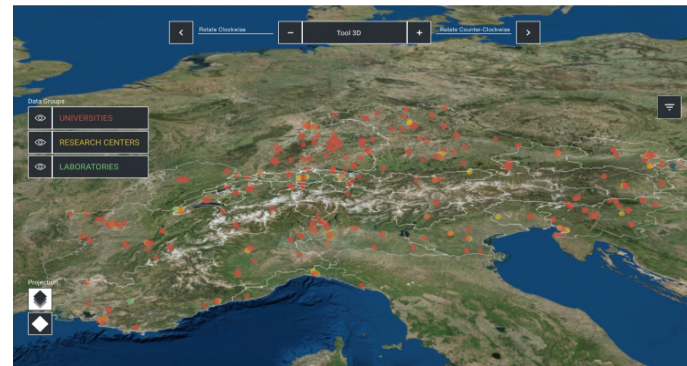 Rotate Clockwise
Tool 3D
Rotate Counter-Clockwise
Data Groups
UNIVERSITIES
RESEARCH CENTERS
LABORATORIES
Projection